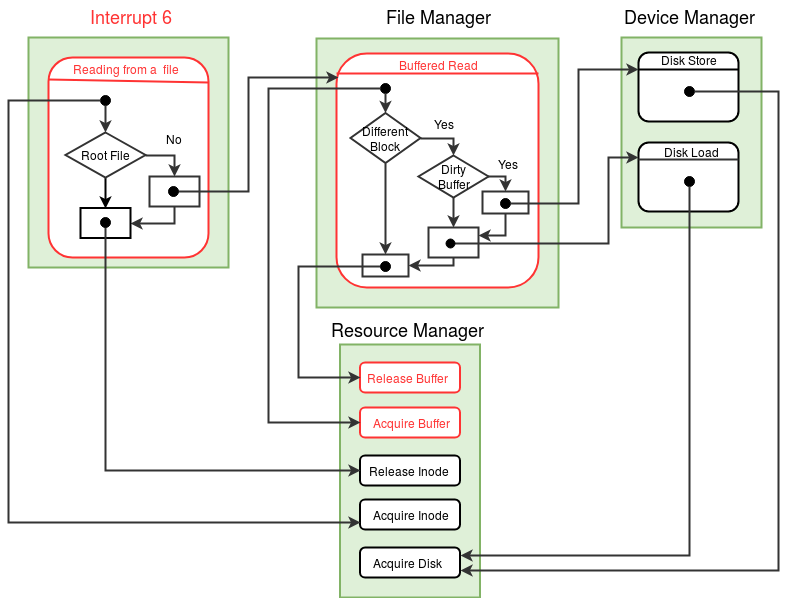 Interrupt 6
File Manager
Device Manager
Reading from a file
No
Root File
Buffered Read
Different
Block
Yes
Dirty
Buffer
Yes
Disk Store
Disk Load
Resource Manager
Release Buffer
Acquire Buffer
Release Inode
Acquire Inode
Acquire Disk